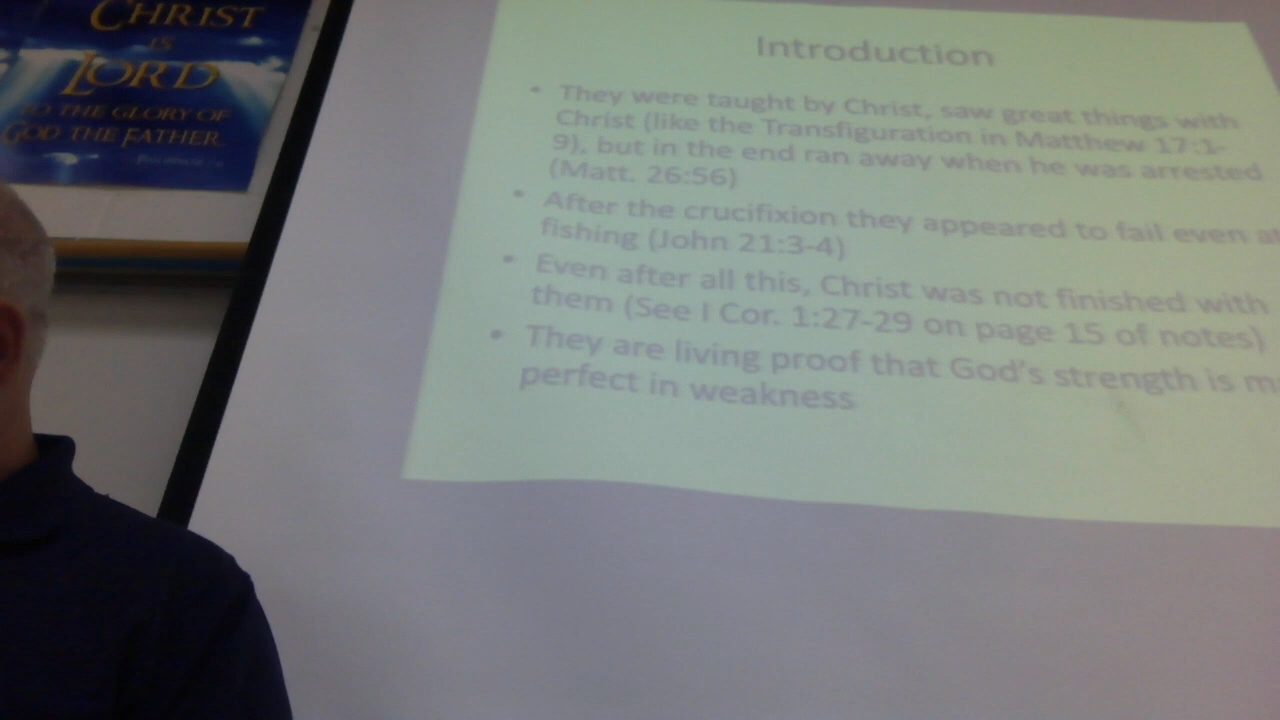 CHRIST
IS
LORD
TO THE GLORY OF
GOD THE FATHER.
Introduction
• They were taught by Christ, saw great things with
Christ (like the Transfiguration in Matthew 17:1-
9), but in the end ran away when he was arrested
(Matt. 26:56)
• After the crucifixion they appeared to fail even at
fishing (John 21:3-4)
• Even after all this, Christ was not finished with
them (See I Cor. 1:27-29 on page 15 of notes)
• They are living proof that God's strength is m
perfect in weakness